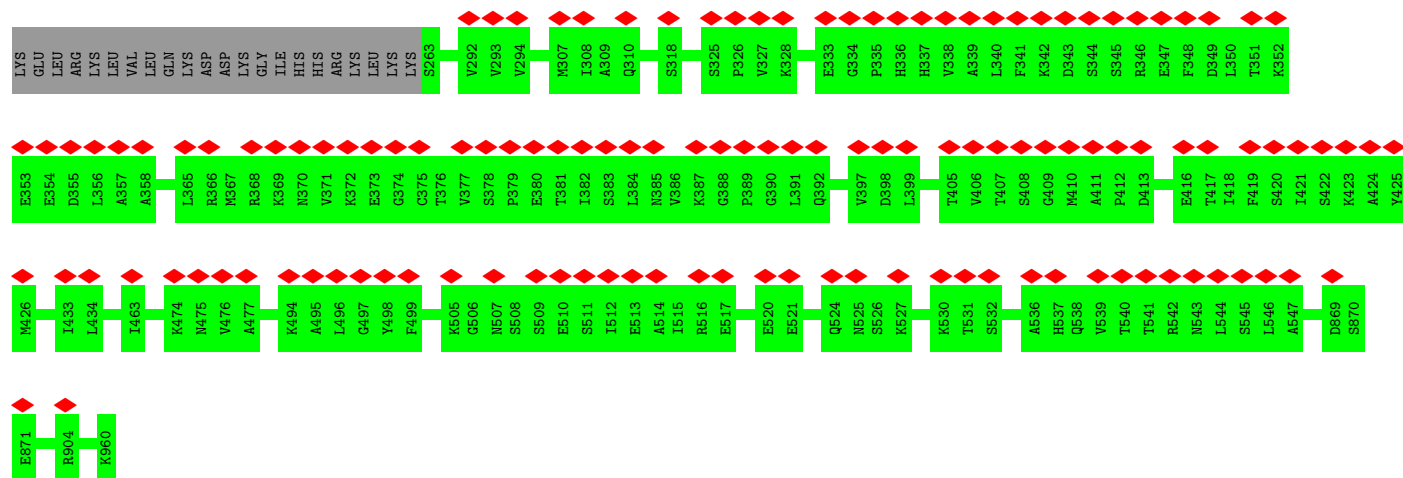 LYS GLU LEU ARG LYS LEU VAL LEU GLN LYS ASP ASP LYS GLY ILE HIS HIS ARG LYS LEU LYS LYS S263 V292 V293 V294 M307 I308 A309 Q310 S318 S325 P326 V327 K328 E333 G334 P335 H336 H337 V338 A339 L340 F341 K342 D343 S344 S345 R346 E347 F348 D349 L350 T351 K352
E353 E354 D355 L356 A357 A358 L365 R366 M367 R368 K369 N370 V371 K372 E373 G374 C375 T376 V377 S378 P379 E380 T381 I382 S383 L384 N385 V386 K387 G388 P389 G390 L391 Q392 V397 D398 L399 T405 V406 T407 S408 G409 M410 A411 P412 D413 E416 T417 I418 F419 S420 I421 S422 K423 A424 Y425
M426 I433 L434 I463 K474 N475 V476 A477 K494 A495 L496 G497 Y498 F499 K505 G506 N507 S508 S509 E510 S511 I512 E513 A514 I515 R516 E517 E520 E521 Q524 N525 S526 K527 K530 T531 S532 A536 H537 Q538 V539 T540 T541 R542 N543 L544 S545 L546 A547 D869 S870
E871 R904 K960